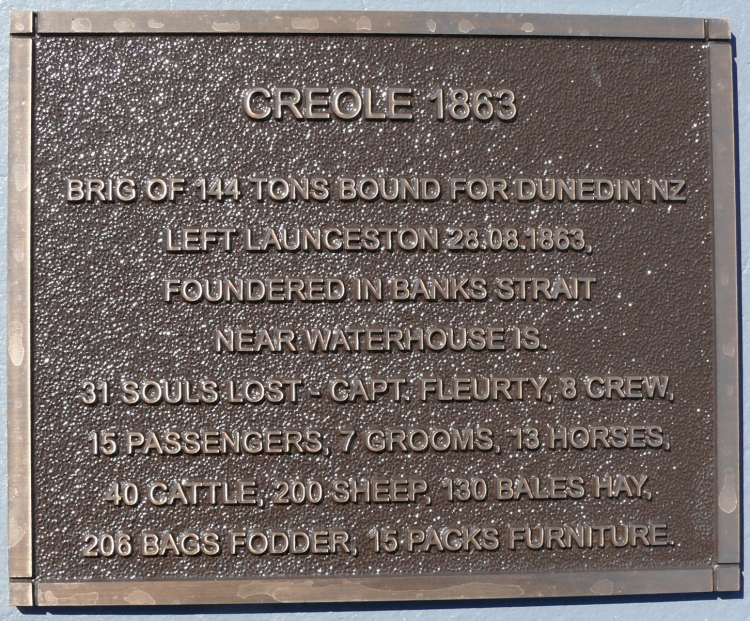 CREOLE 1863
BRIG OF 144 TONS BOUND FOR DUNEDIN NZ
LEFT LAUNCESTON 28.08.1863,
FOUNDERED IN BANKS STRAIT
NEAR WATERHOUSE IS.
31 SOULS LOST - CAPT. FLEURTY, 8 CREW,
15 PASSENGERS, 7 GROOMS, 13 HORSES,
40 CATTLE, 200 SHEEP, 130 BALES HAY,
206 BAGS FODDER, 15 PACKS FURNITURE.